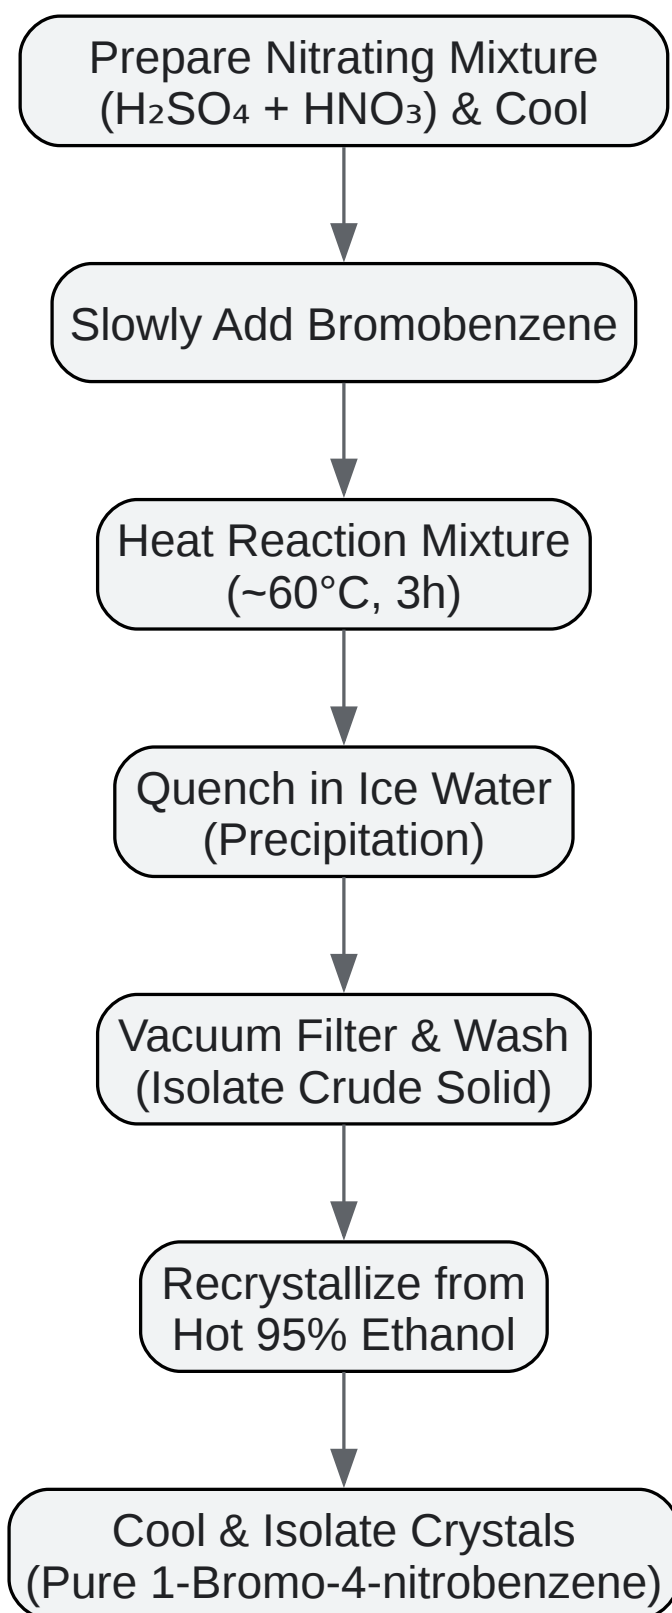 Prepare Nitrating Mixture
(H₂SO₄ + HNO₃) & Cool
Slowly Add Bromobenzene
Heat Reaction Mixture
(~60°C, 3h)
Quench in Ice Water
(Precipitation)
Vacuum Filter & Wash
(Isolate Crude Solid)
Recrystallize from
Hot 95% Ethanol
Cool & Isolate Crystals
(Pure 1-Bromo-4-nitrobenzene)